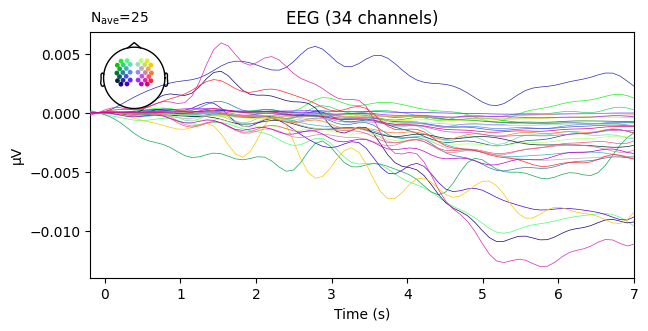 N_ave=25
EEG (34 channels)
0.005
0.000
−0.005
−0.010
µV
0 1 2 3 4 5 6 7
Time (s)